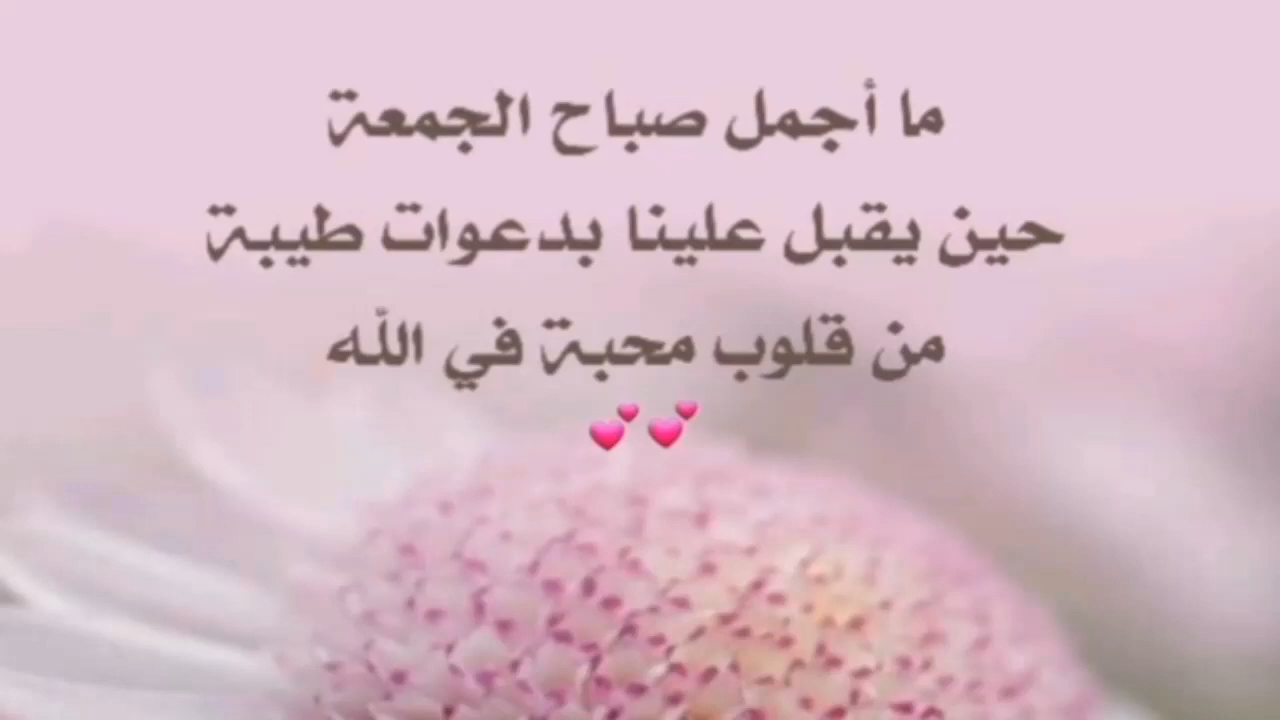 ما أجمل صباح الجمعة
حين يقبل علينا بدعوات طيبة
من قلوب محبة في الله
💕💕